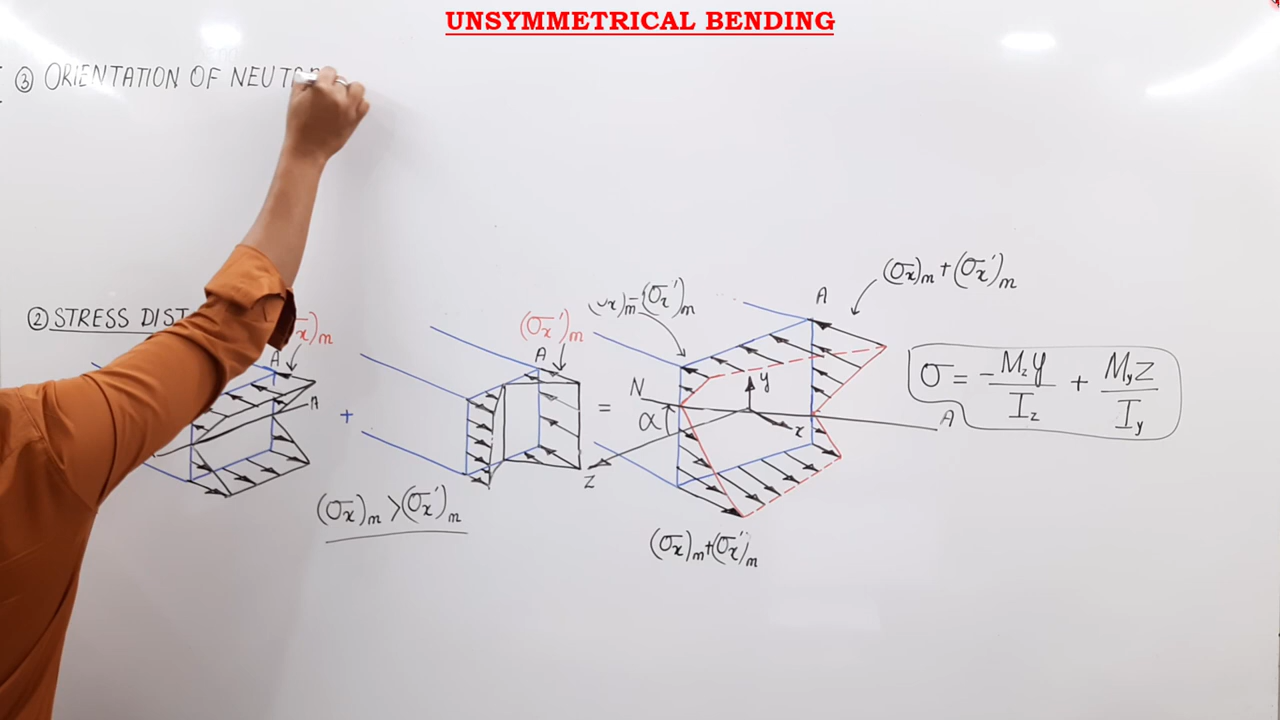 UNSYMMETRICAL BENDING
③ ORIENTATION OF NEUT
② STRESS DIST
)m
A
A
+
(σx')m
A
(σx)m > (σx')m
=
x)m - (σx')m
N
α
z
y
x
A
(σx)m + (σx')m
A
(σx)m + (σx')m
σ = -Mzy/Iz + Myz/Iy